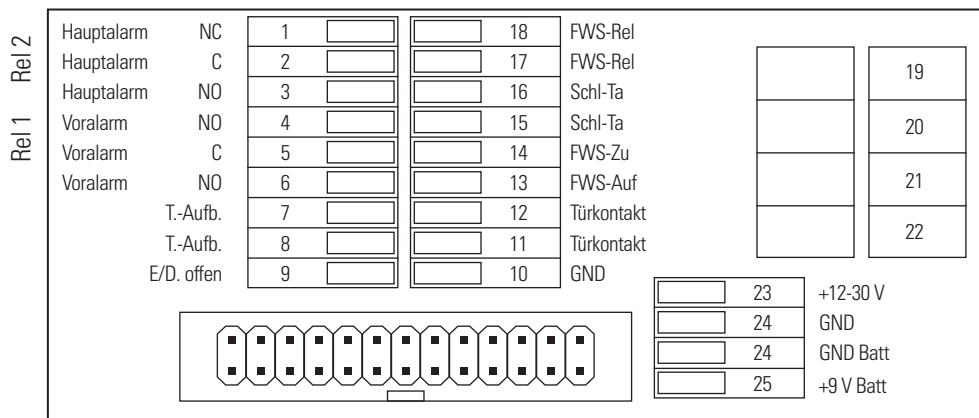 Rel 2
Rel 1
Hauptalarm NC 1 18 FWS-Rel
Hauptalarm C 2 17 FWS-Rel
Hauptalarm NO 3 16 Schl-Ta
Voralarm NO 4 15 Schl-Ta
Voralarm C 5 14 FWS-Zu
Voralarm NO 6 13 FWS-Auf
T.-Aufb. 7 12 Türkontakt
T.-Aufb. 8 11 Türkontakt
E/D. offen 9 10 GND
19
20
21
22
23 +12-30 V
24 GND
24 GND Batt
25 +9 V Batt